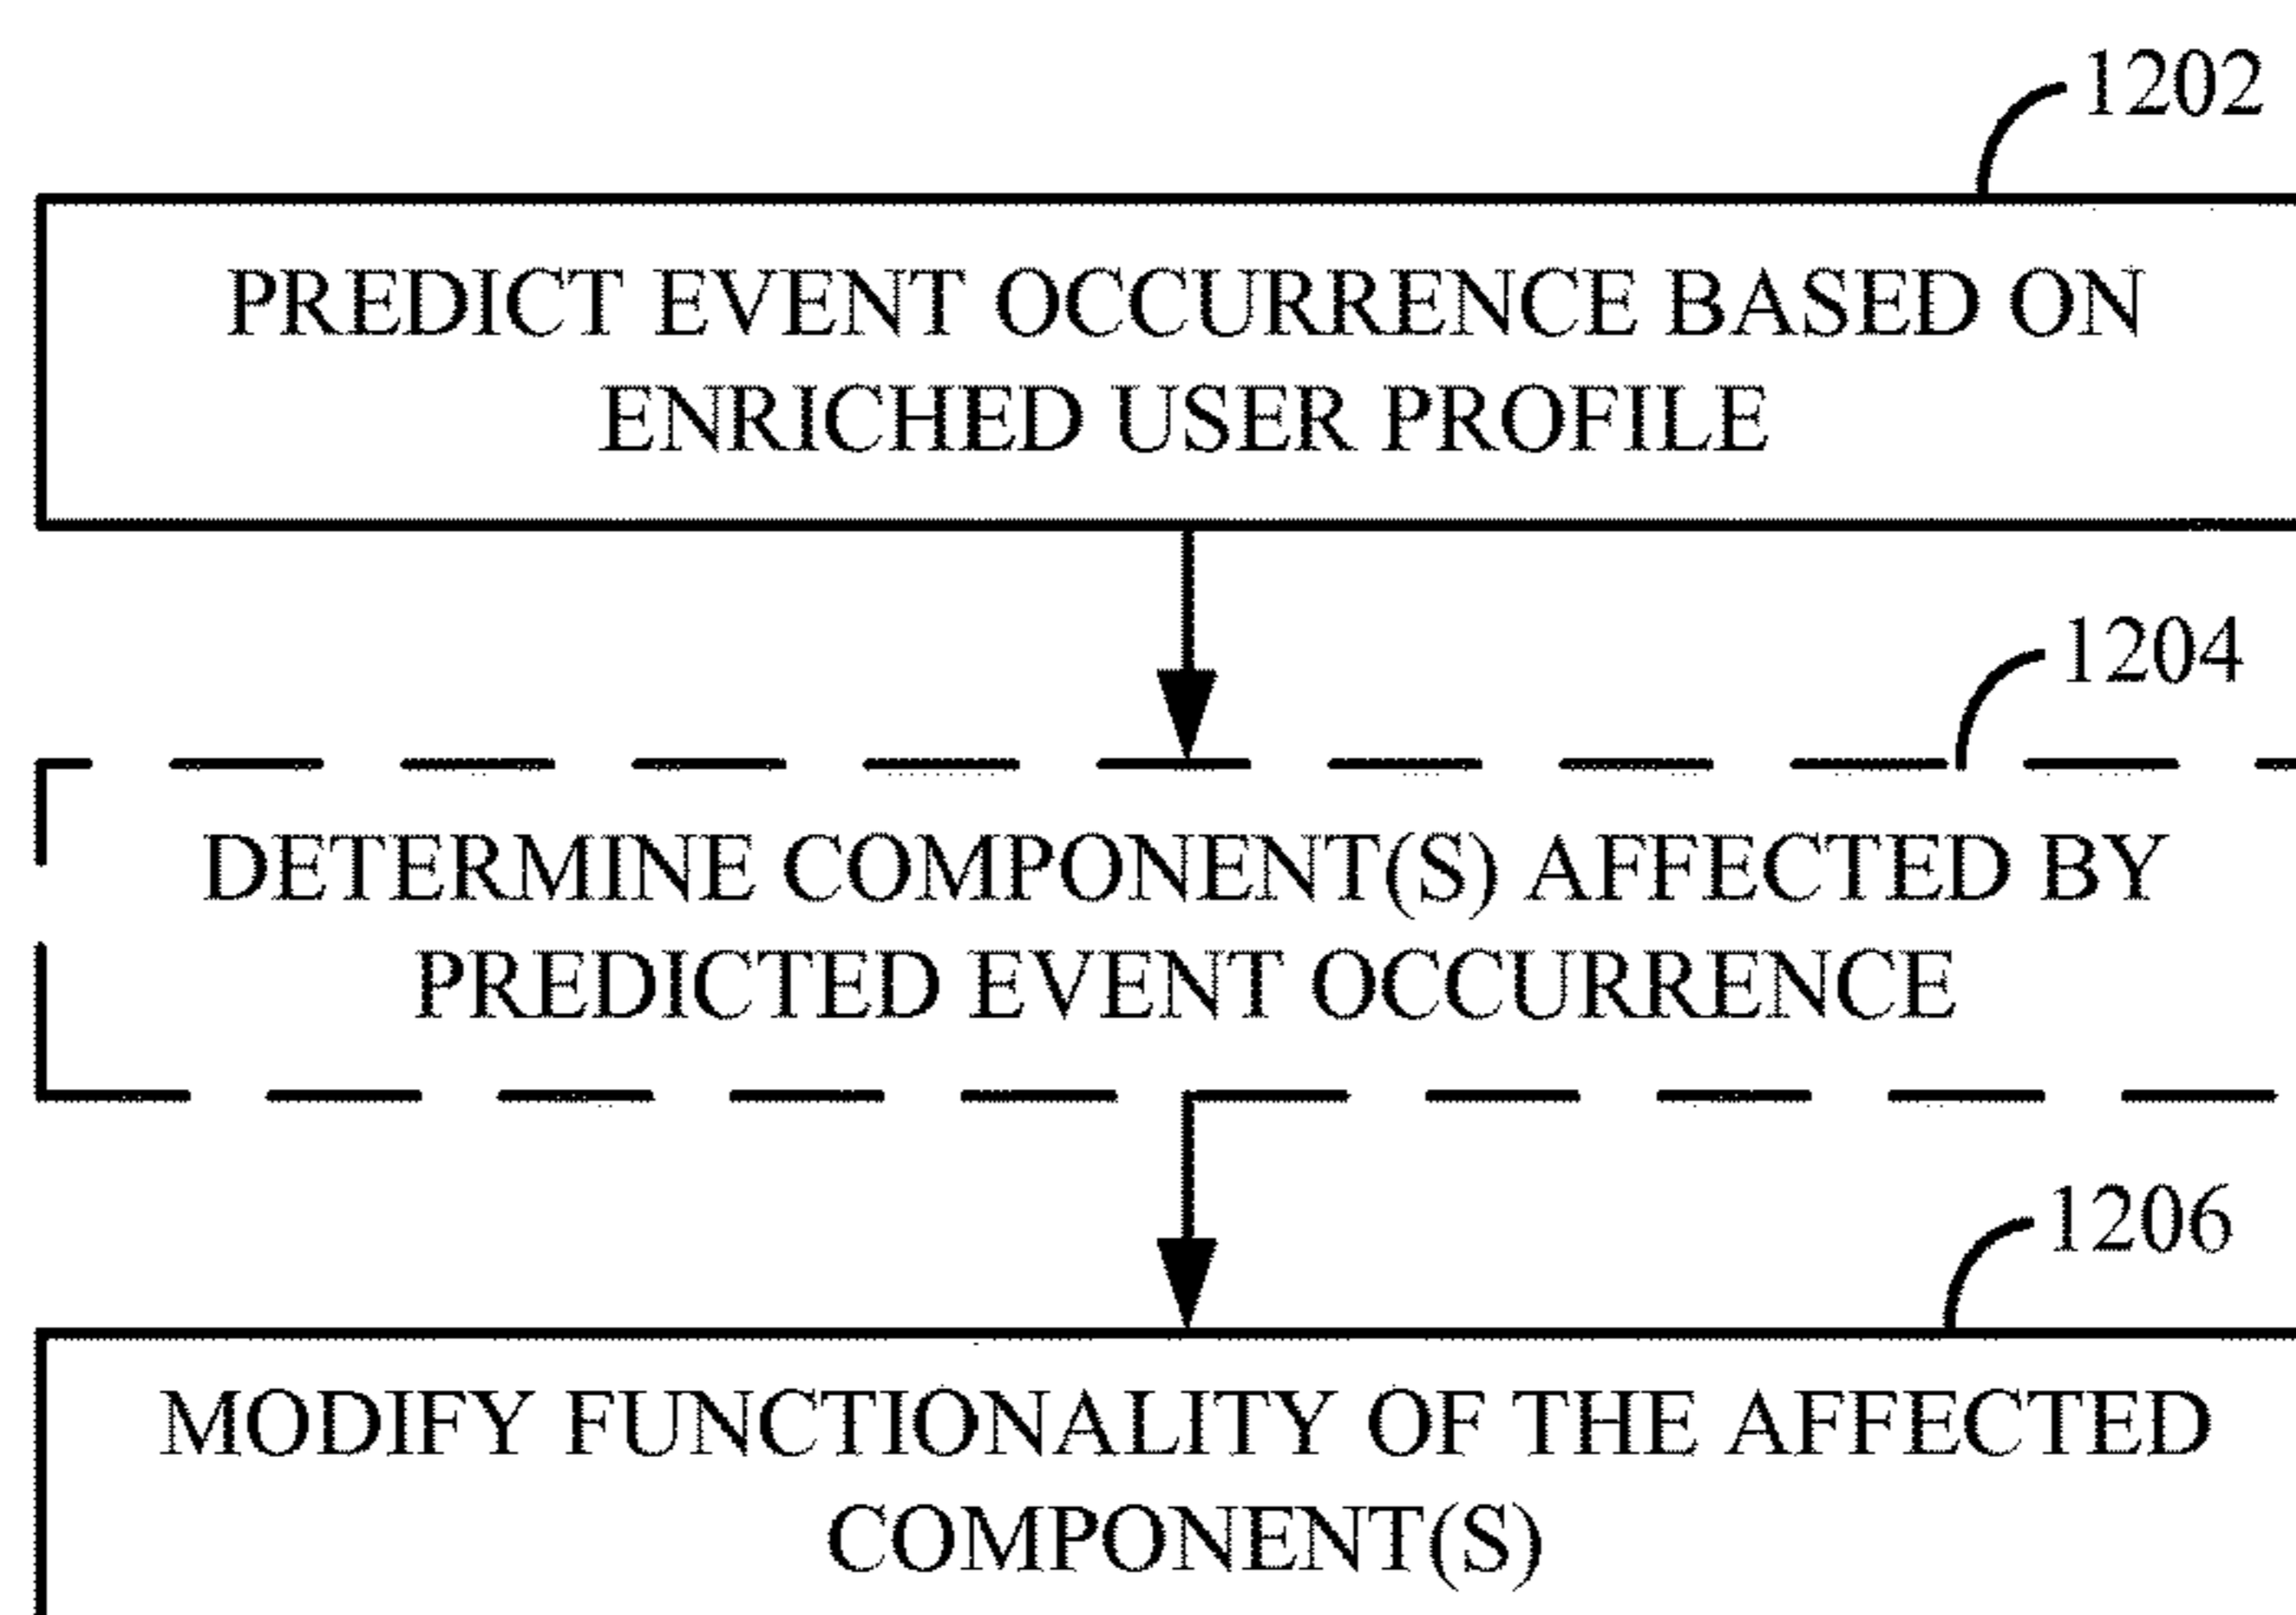 1202
PREDICT EVENT OCCURRENCE BASED ON
ENRICHED USER PROFILE
1204
DETERMINE COMPONENT(S) AFFECTED BY
PREDICTED EVENT OCCURRENCE
1206
MODIFY FUNCTIONALITY OF THE AFFECTED
COMPONENT(S)